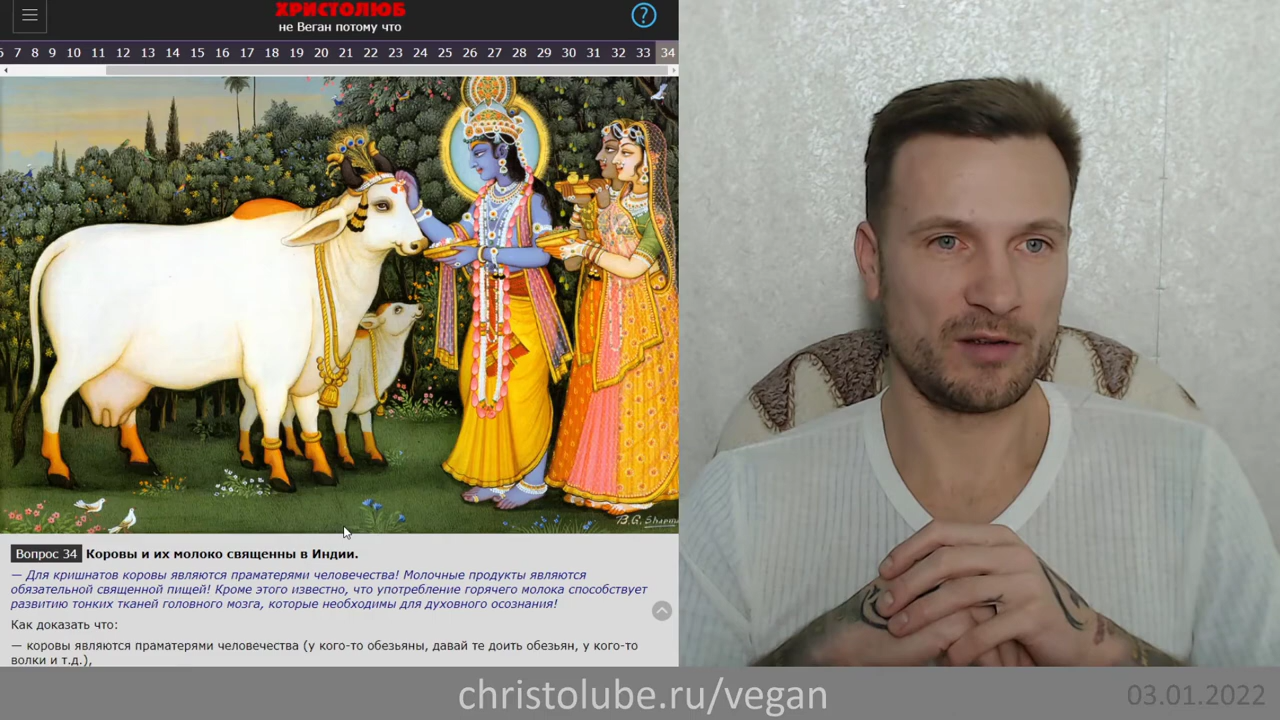 ХРИСТОЛЮБ
не Веган потому что
?
6 7 8 9 10 11 12 13 14 15 16 17 18 19 20 21 22 23 24 25 26 27 28 29 30 31 32 33 34
B.G. Sharma
Вопрос 34 Коровы и их молоко священны в Индии.
— Для кришнатов коровы являются праматерями человечества! Молочные продукты являются
обязательной священной пищей! Кроме этого известно, что употребление горячего молока способствует
развитию тонких тканей головного мозга, которые необходимы для духовного осознания!
Как доказать что:
— коровы являются праматерями человечества (у кого-то обезьяны, давай те доить обезьян, у кого-то
волки и т.д.),
christolube.ru/vegan
03.01.2022